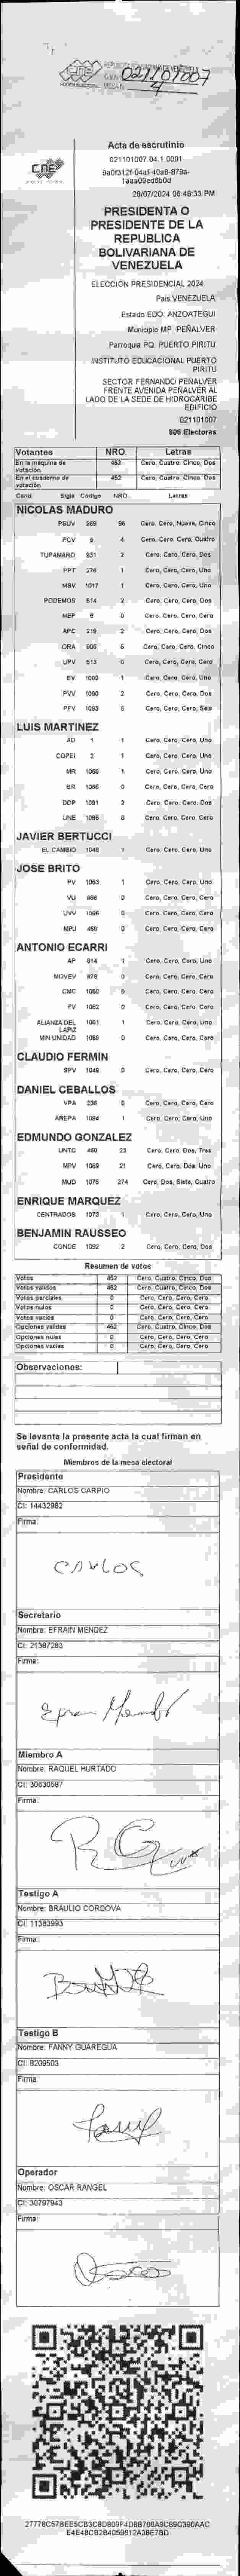 CNE
021101007
4
Acta de escrutinio
021101007.04.1.0001
28/07/2024 06:48:33 PM
CNE
PRESIDENTA O
PRESIDENTE DE LA
REPUBLICA
BOLIVARIANA DE
VENEZUELA
ELECCIÓN PRESIDENCIAL 2024
País VENEZUELA
Estado EDO. ANZOATEGUI
Municipio MP. PEÑALVER
Parroquia PQ. PUERTO PIRITU
INSTITUTO EDUCACIONAL PUERTO
PIRITU
SECTOR FERNANDO PEÑALVER
FRENTE AVENIDA PEÑALVER AL
LADO DE LA SEDE DE HIDROCARIBE
EDIFICIO
021101007
806 Electores
Votantes NRO. Letras
En la máquina de votación 452 Cero, Cuatro, Cinco, Dos
En el cuaderno de votación 452 Cero, Cuatro, Cinco, Dos
Cand. Sigla Código NRO. Letras
NICOLAS MADURO
PSUV 269 96 Cero, Cero, Nueve, Cinco
PCV 9 4 Cero, Cero, Cero, Cuatro
TUPAMARO 931 2 Cero, Cero, Cero, Dos
PPT 276 1 Cero, Cero, Cero, Uno
MSV 1017 1 Cero, Cero, Cero, Uno
PODEMOS 514 2 Cero, Cero, Cero, Dos
MEP 6 0 Cero, Cero, Cero, Cero
APC 219 2 Cero, Cero, Cero, Dos
ORA 906 5 Cero, Cero, Cero, Cinco
UPV 513 0 Cero, Cero, Cero, Cero
EV 1089 1 Cero, Cero, Cero, Uno
PVV 1090 2 Cero, Cero, Cero, Dos
PFV 1093 6 Cero, Cero, Cero, Seis
LUIS MARTINEZ
AD 1 1 Cero, Cero, Cero, Uno
COPEI 2 1 Cero, Cero, Cero, Uno
MR 1066 1 Cero, Cero, Cero, Uno
BR 1056 0 Cero, Cero, Cero, Cero
DDP 1091 2 Cero, Cero, Cero, Dos
UNE 1095 0 Cero, Cero, Cero, Cero
JAVIER BERTUCCI
EL CAMBIO 1048 1 Cero, Cero, Cero, Uno
JOSE BRITO
PV 1053 1 Cero, Cero, Cero, Uno
VU 866 0 Cero, Cero, Cero, Cero
UVV 1096 0 Cero, Cero, Cero, Cero
MPJ 459 0 Cero, Cero, Cero, Cero
ANTONIO ECARRI
AP 814 1 Cero, Cero, Cero, Uno
MOVEV 878 0 Cero, Cero, Cero, Cero
CMC 1050 0 Cero, Cero, Cero, Cero
FV 1062 0 Cero, Cero, Cero, Cero
ALIANZA DEL LAPIZ 1061 1 Cero, Cero, Cero, Uno
MIN UNIDAD 1058 0 Cero, Cero, Cero, Cero
CLAUDIO FERMIN
SPV 1049 0 Cero, Cero, Cero, Cero
DANIEL CEBALLOS
VPA 236 0 Cero, Cero, Cero, Cero
AREPA 1094 1 Cero, Cero, Cero, Uno
EDMUNDO GONZALEZ
UNTC 460 23 Cero, Cero, Dos, Tres
MPV 1069 21 Cero, Cero, Dos, Uno
MUD 1075 274 Cero, Dos, Siete, Cuatro
ENRIQUE MARQUEZ
CENTRADOS 1073 1 Cero, Cero, Cero, Uno
BENJAMIN RAUSSEO
CONDE 1092 2 Cero, Cero, Cero, Dos
Resumen de votos
Votos 452 Cero, Cuatro, Cinco, Dos
Votos válidos 452 Cero, Cuatro, Cinco, Dos
Votos parciales 0 Cero, Cero, Cero, Cero
Votos nulos 0 Cero, Cero, Cero, Cero
Votos vacíos 0 Cero, Cero, Cero, Cero
Opciones válidas 452 Cero, Cuatro, Cinco, Dos
Opciones nulas 0 Cero, Cero, Cero, Cero
Opciones vacías 0 Cero, Cero, Cero, Cero
Observaciones:
Se levanta la presente acta la cual firman en
señal de conformidad.
Miembros de la mesa electoral
Presidente
Nombre: CARLOS CARPIO
CI: 14432982
Firma:
CARLOS
Secretario
Nombre: EFRAIN MENDEZ
CI: 21387283
Firma:
Miembro A
Nombre: RAQUEL HURTADO
CI: 30630587
Firma:
Testigo A
Nombre: BRAULIO CORDOVA
CI: 11383993
Firma:
Testigo B
Nombre: FANNY GUAREGUA
CI: 8209503
Firma:
Operador
Nombre: OSCAR RANGEL
CI: 30797943
Firma: